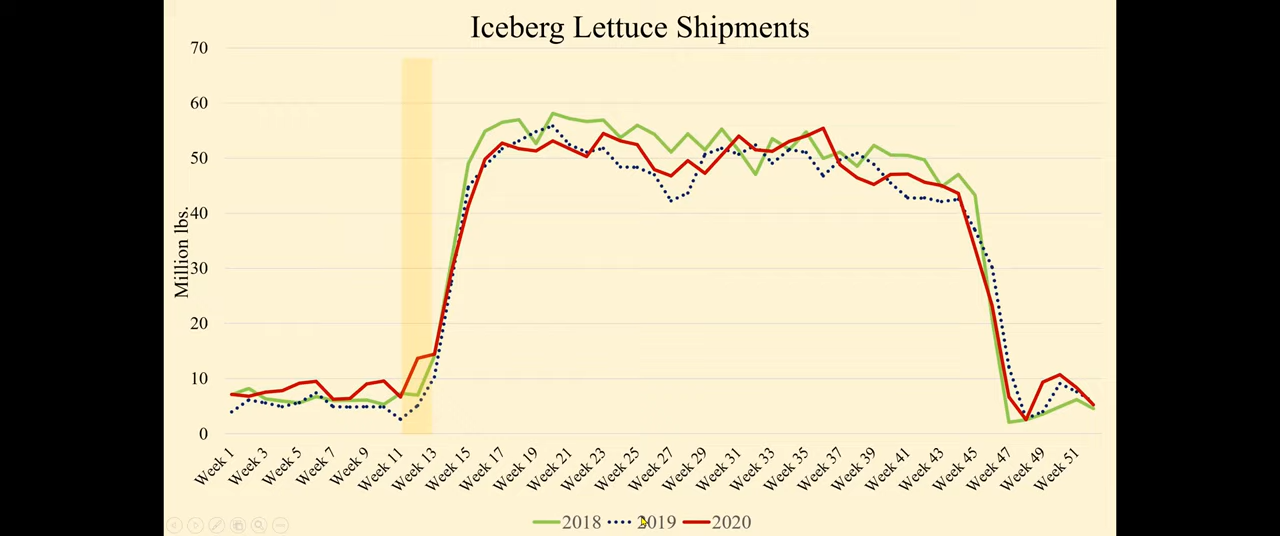 Iceberg Lettuce Shipments
Million lbs.
70
60
50
40
30
20
10
0
Week 1
Week 3
Week 5
Week 7
Week 9
Week 11
Week 13
Week 15
Week 17
Week 19
Week 21
Week 23
Week 25
Week 27
Week 29
Week 31
Week 33
Week 35
Week 37
Week 39
Week 41
Week 43
Week 45
Week 47
Week 49
Week 51
2018 2019 2020